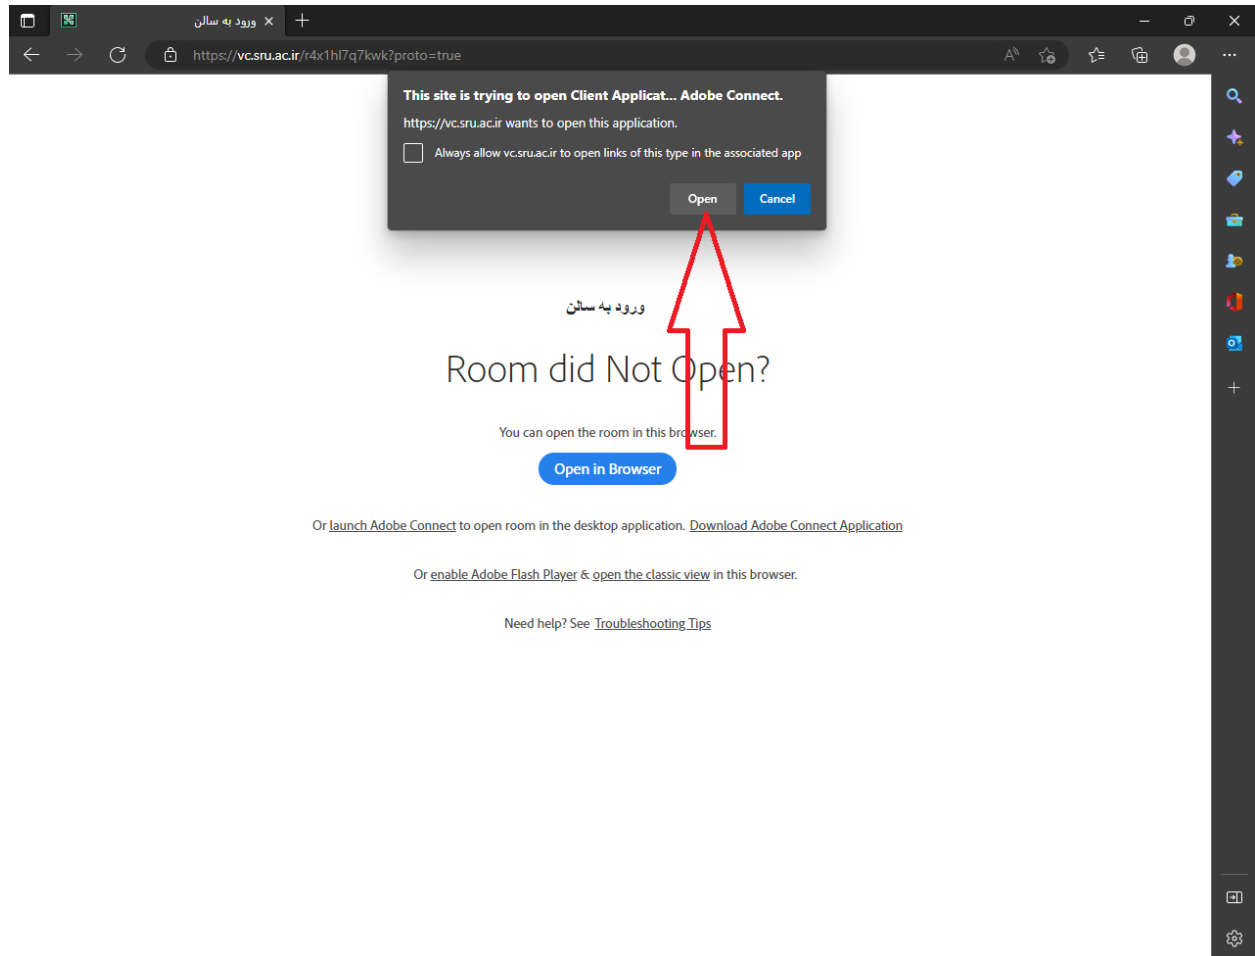 ورود به سالن
https://vc.sru.ac.ir/r4x1hl7q7kwk?proto=true
This site is trying to open Client Applicat... Adobe Connect.
https://vc.sru.ac.ir wants to open this application.
Always allow vc.sru.ac.ir to open links of this type in the associated app
Open Cancel
ورود به سالن
Room did Not Open?
You can open the room in this browser.
Open in Browser
Or launch Adobe Connect to open room in the desktop application. Download Adobe Connect Application
Or enable Adobe Flash Player & open the classic view in this browser.
Need help? See Troubleshooting Tips